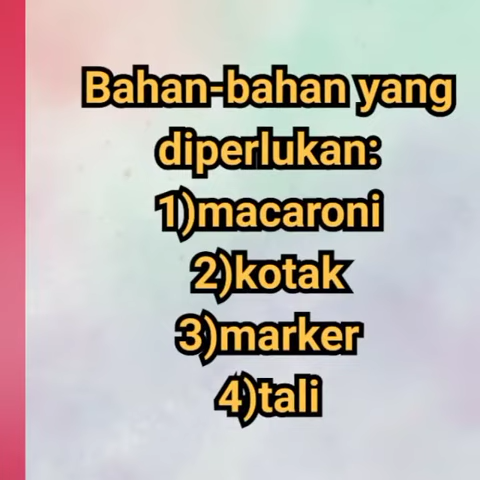 Bahan-bahan yang
diperlukan:
1)macaroni
2)kotak
3)marker
4)tali